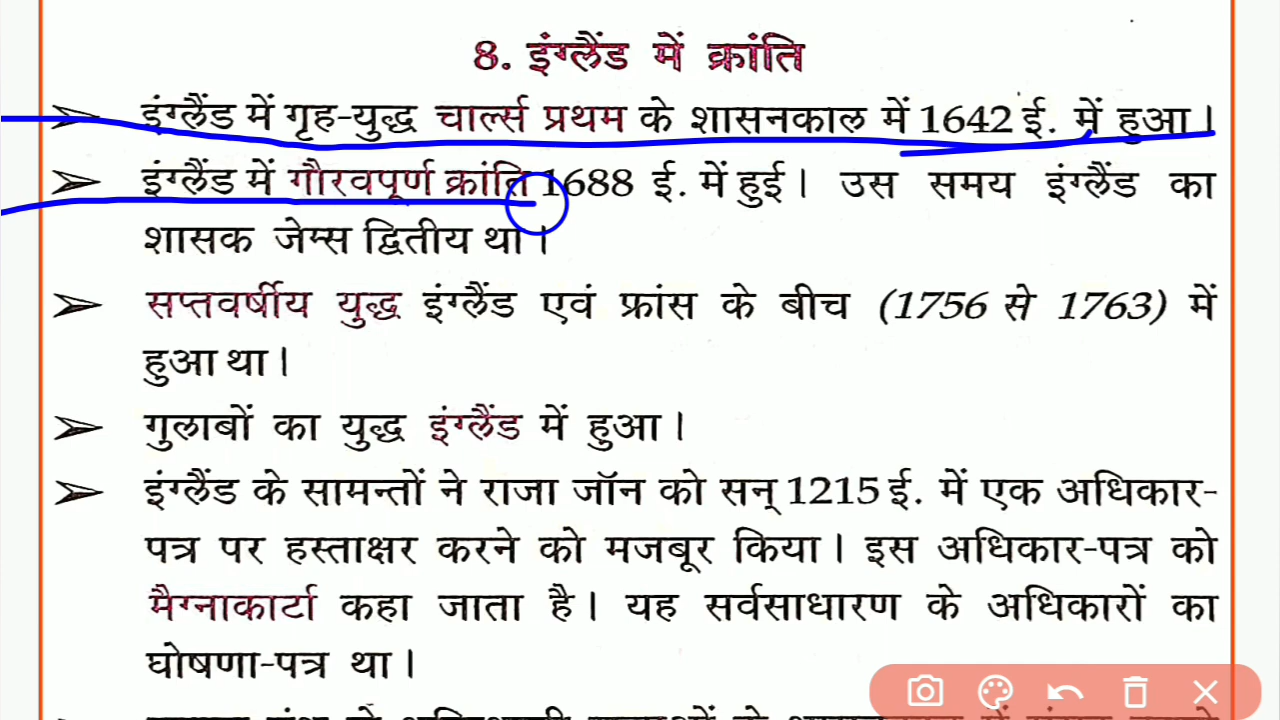 8. इंग्लैंड में क्रांति
➢ इंग्लैंड में गृह-युद्ध चार्ल्स प्रथम के शासनकाल में 1642 ई. में हुआ।
➢ इंग्लैंड में गौरवपूर्ण क्रांति 1688 ई. में हुई। उस समय इंग्लैंड का
शासक जेम्स द्वितीय था।
➢ सप्तवर्षीय युद्ध इंग्लैंड एवं फ्रांस के बीच (1756 से 1763) में
हुआ था।
➢ गुलाबों का युद्ध इंग्लैंड में हुआ।
➢ इंग्लैंड के सामन्तों ने राजा जॉन को सन् 1215 ई. में एक अधिकार-
पत्र पर हस्ताक्षर करने को मजबूर किया। इस अधिकार-पत्र को
मैग्नाकार्टा कहा जाता है। यह सर्वसाधारण के अधिकारों का
घोषणा-पत्र था।